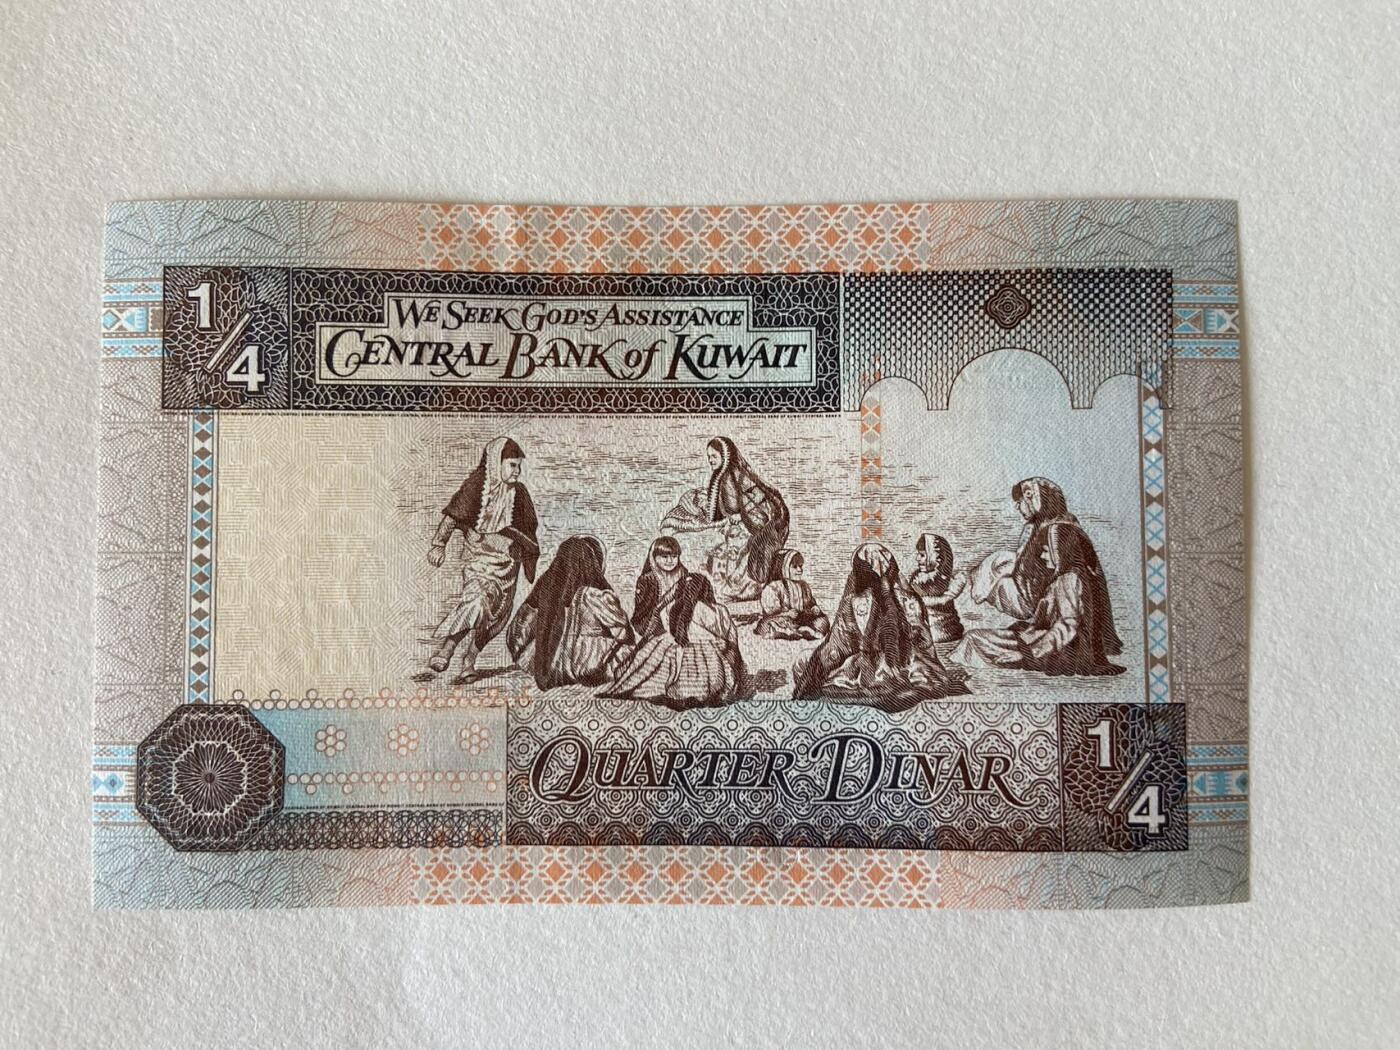 1/4
We Seek God's Assistance
Central Bank of Kuwait
Quarter Dinar
1/4